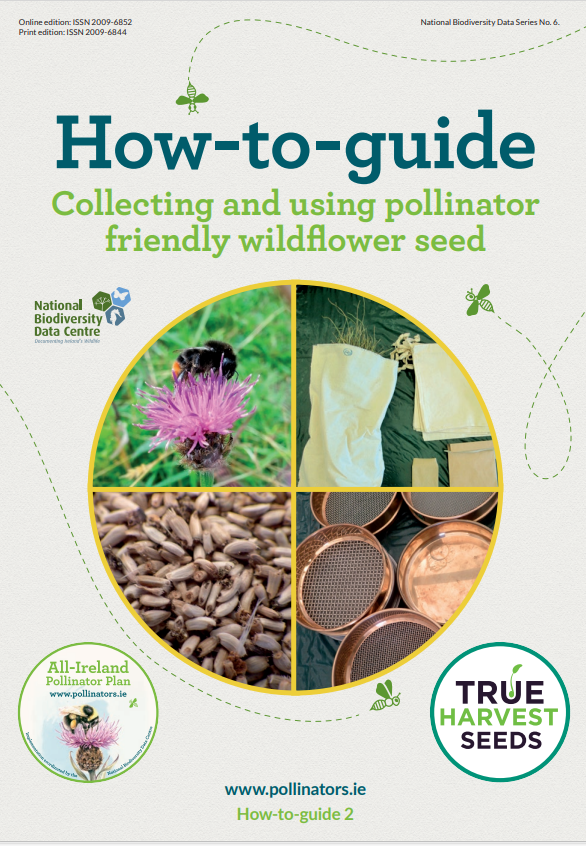 Online edition: ISSN 2009-6852
Print edition: ISSN 2009-6844
National Biodiversity Data Series No. 6.
How-to-guide
Collecting and using pollinator
friendly wildflower seed
National
Biodiversity
Data Centre
Documenting Ireland's Wildlife
All-Ireland
Pollinator Plan
www.pollinators.ie
Implementation coordinated by the National Biodiversity Data Centre
TRUE
HARVEST
SEEDS
www.pollinators.ie
How-to-guide 2